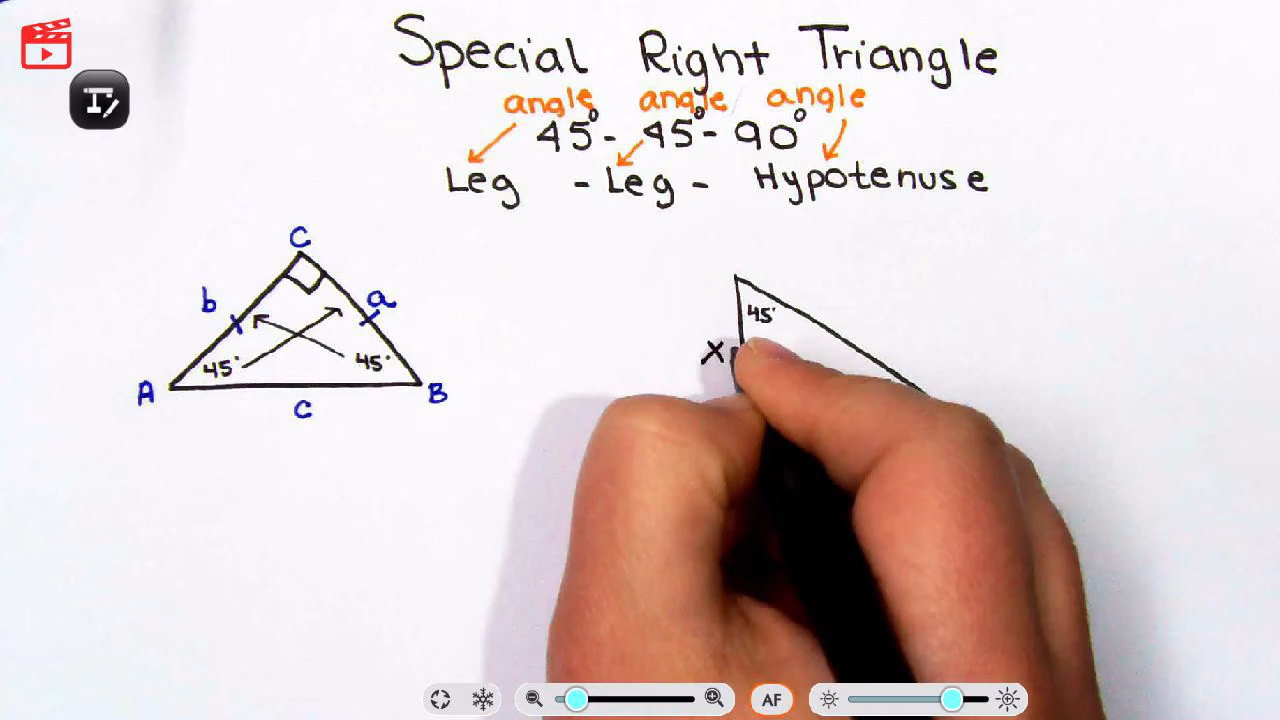 Special Right Triangle
angle angle angle
45° - 45° - 90°
Leg - Leg - Hypotenuse
C
b a
45° 45°
A B
C
45°
X
AF